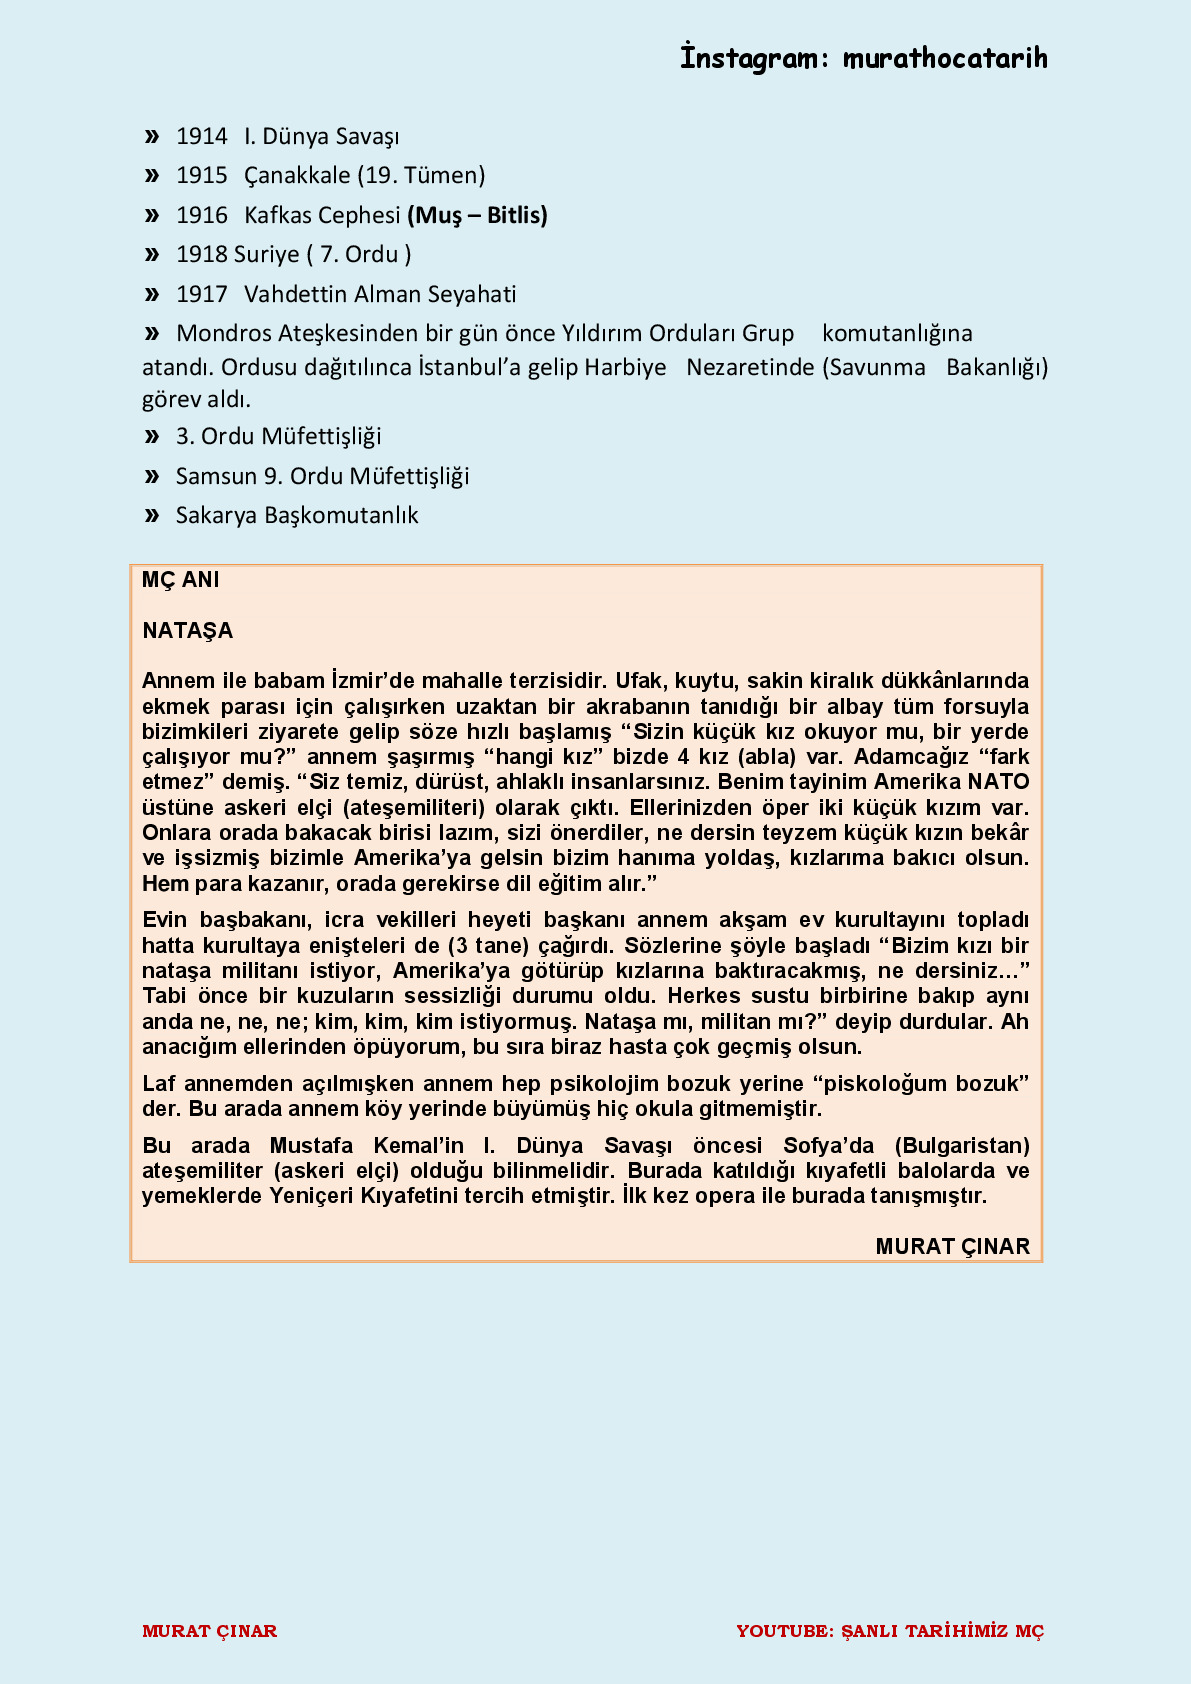 İnstagram: murathocatarih
» 1914 I. Dünya Savaşı
» 1915 Çanakkale (19. Tümen)
» 1916 Kafkas Cephesi (Muş – Bitlis)
» 1918 Suriye ( 7. Ordu )
» 1917 Vahdettin Alman Seyahati
» Mondros Ateşkesinden bir gün önce Yıldırım Orduları Grup komutanlığına
atandı. Ordusu dağıtılınca İstanbul’a gelip Harbiye Nezaretinde (Savunma Bakanlığı)
görev aldı.
» 3. Ordu Müfettişliği
» Samsun 9. Ordu Müfettişliği
» Sakarya Başkomutanlık
MÇ ANI
NATAŞA
Annem ile babam İzmir’de mahalle terzisidir. Ufak, kuytu, sakin kiralık dükkânlarında
ekmek parası için çalışırken uzaktan bir akrabanın tanıdığı bir albay tüm forsuyla
bizimkileri ziyarete gelip söze hızlı başlamış “Sizin küçük kız okuyor mu, bir yerde
çalışıyor mu?” annem şaşırmış “hangi kız” bizde 4 kız (abla) var. Adamcağız “fark
etmez” demiş. “Siz temiz, dürüst, ahlaklı insanlarsınız. Benim tayinim Amerika NATO
üstüne askeri elçi (ateşemiliteri) olarak çıktı. Ellerinizden öper iki küçük kızım var.
Onlara orada bakacak birisi lazım, sizi önerdiler, ne dersin teyzem küçük kızın bekâr
ve işsizmiş bizimle Amerika’ya gelsin bizim hanıma yoldaş, kızlarıma bakıcı olsun.
Hem para kazanır, orada gerekirse dil eğitim alır.”
Evin başbakanı, icra vekilleri heyeti başkanı annem akşam ev kurultayını topladı
hatta kurultaya enişteleri de (3 tane) çağırdı. Sözlerine şöyle başladı “Bizim kızı bir
nataşa militanı istiyor, Amerika’ya götürüp kızlarına baktıracakmış, ne dersiniz…”
Tabi önce bir kuzuların sessizliği durumu oldu. Herkes sustu birbirine bakıp aynı
anda ne, ne, ne; kim, kim, kim istiyormuş. Nataşa mı, militan mı?” deyip durdular. Ah
anacığım ellerinden öpüyorum, bu sıra biraz hasta çok geçmiş olsun.
Laf annemden açılmışken annem hep psikolojim bozuk yerine “piskoloğum bozuk”
der. Bu arada annem köy yerinde büyümüş hiç okula gitmemiştir.
Bu arada Mustafa Kemal’in I. Dünya Savaşı öncesi Sofya’da (Bulgaristan)
ateşemiliter (askeri elçi) olduğu bilinmelidir. Burada katıldığı kıyafetli balolarda ve
yemeklerde Yeniçeri Kıyafetini tercih etmiştir. İlk kez opera ile burada tanışmıştır.
MURAT ÇINAR
MURAT ÇINAR YOUTUBE: ŞANLI TARİHİMİZ MÇ